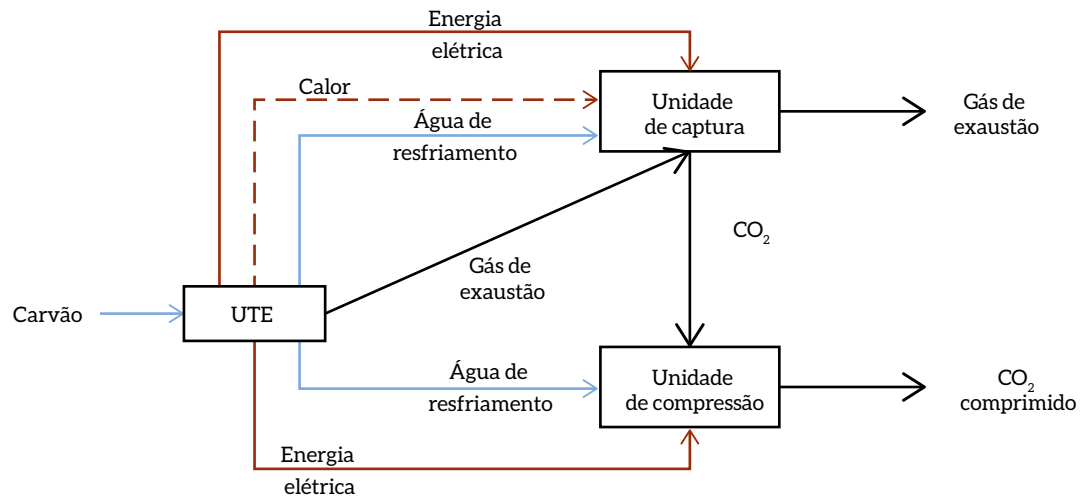 Energia
elétrica
Calor
Água de
resfriamento
Unidade
de captura
Gás de
exaustão
CO₂
Gás de
exaustão
Carvão
UTE
Água de
resfriamento
Unidade
de compressão
CO₂
comprimido
Energia
elétrica